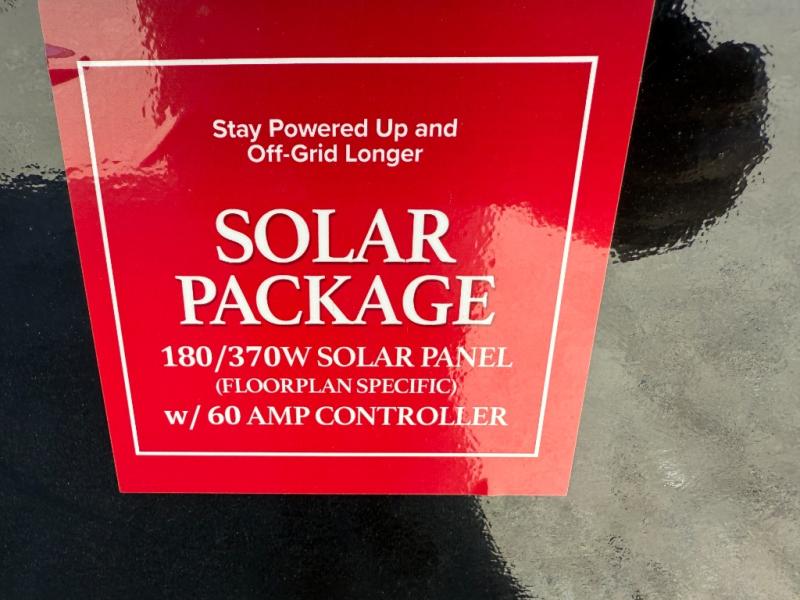 Stay Powered Up and
Off-Grid Longer
SOLAR
PACKAGE
180/370W SOLAR PANEL
(FLOORPLAN SPECIFIC)
w/ 60 AMP CONTROLLER